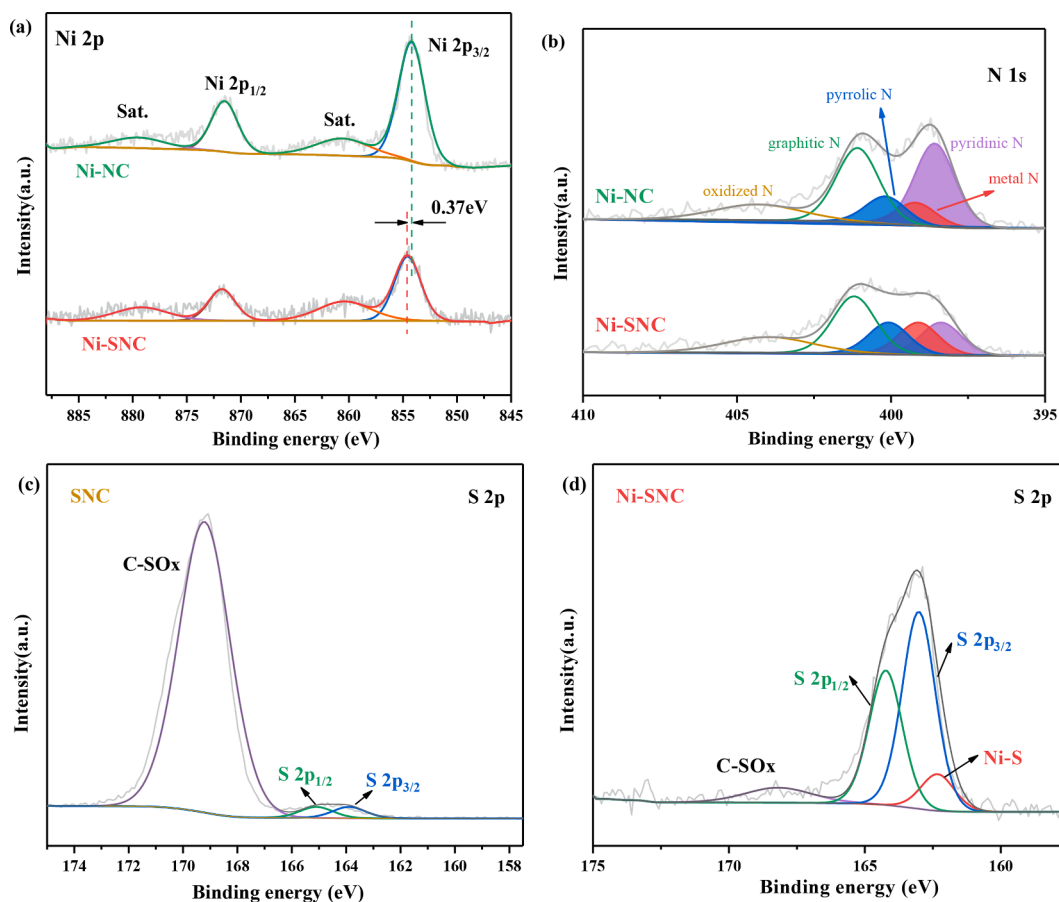 (a)
Ni 2p
Ni 2p3/2
Ni 2p1/2
Sat.
Sat.
Ni-NC
0.37eV
Ni-SNC
Intensity(a.u.)
885 880 875 870 865 860 855 850 845
Binding energy (eV)
(b)
N 1s
pyrrolic N
graphitic N
pyridinic N
metal N
oxidized N
Ni-NC
Ni-SNC
Intensity(a.u.)
410 405 400 395
Binding energy (eV)
(c)
SNC
S 2p
C-SOx
S 2p1/2
S 2p3/2
Intensity(a.u.)
175 170 168 165 164 162 160 158
Binding energy (eV)
(d)
Ni-SNC
S 2p
S 2p3/2
S 2p1/2
Ni-S
C-SOx
Intensity(a.u.)
175 170 165 160
Binding energy (eV)